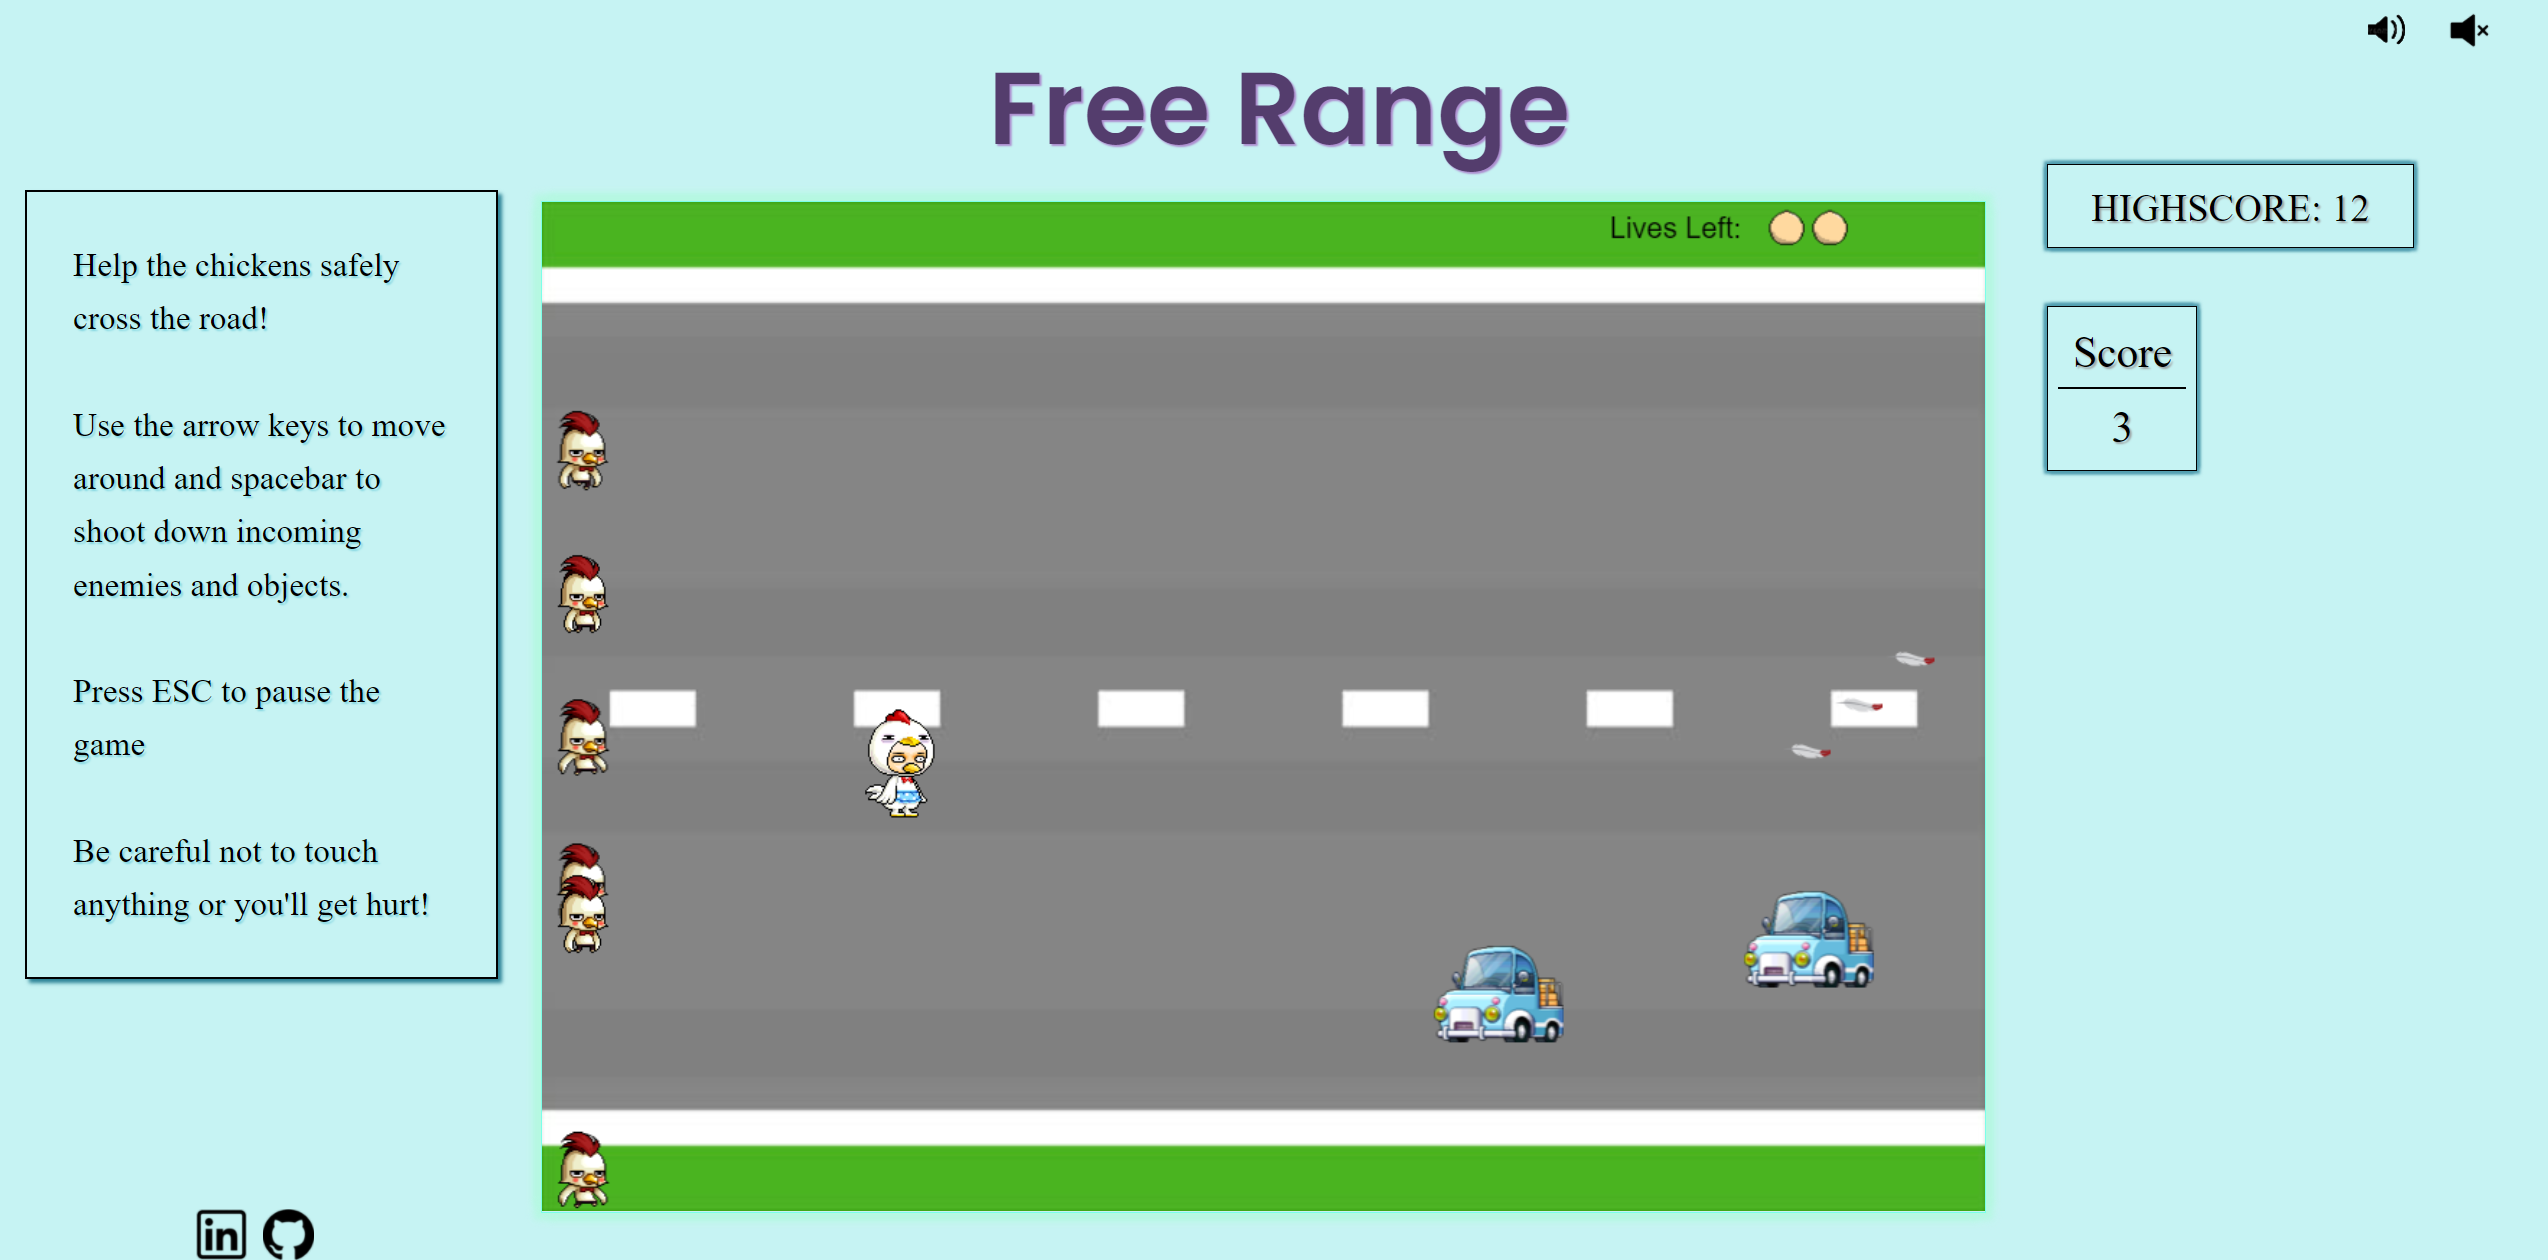 Free Range
Help the chickens safely
cross the road!
Use the arrow keys to move
around and spacebar to
shoot down incoming
enemies and objects.
Press ESC to pause the
game
Be careful not to touch
anything or you'll get hurt!
Lives Left:
HIGHSCORE: 12
Score
3
in